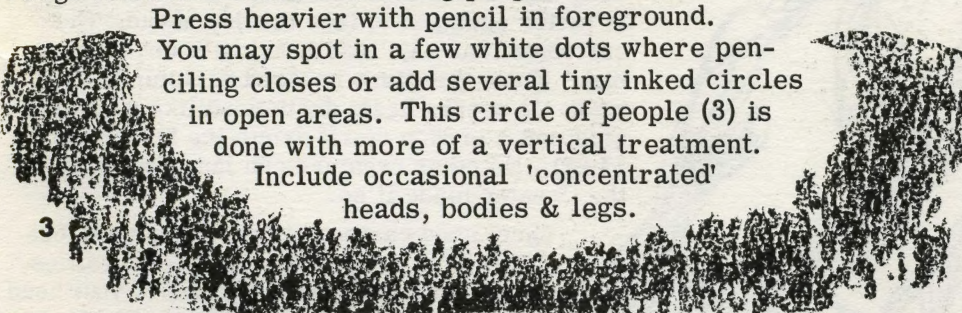 Press heavier with pencil in foreground.
You may spot in a few white dots where pen-
ciling closes or add several tiny inked circles
in open areas. This circle of people (3) is
done with more of a vertical treatment.
Include occasional 'concentrated'
heads, bodies & legs.
3